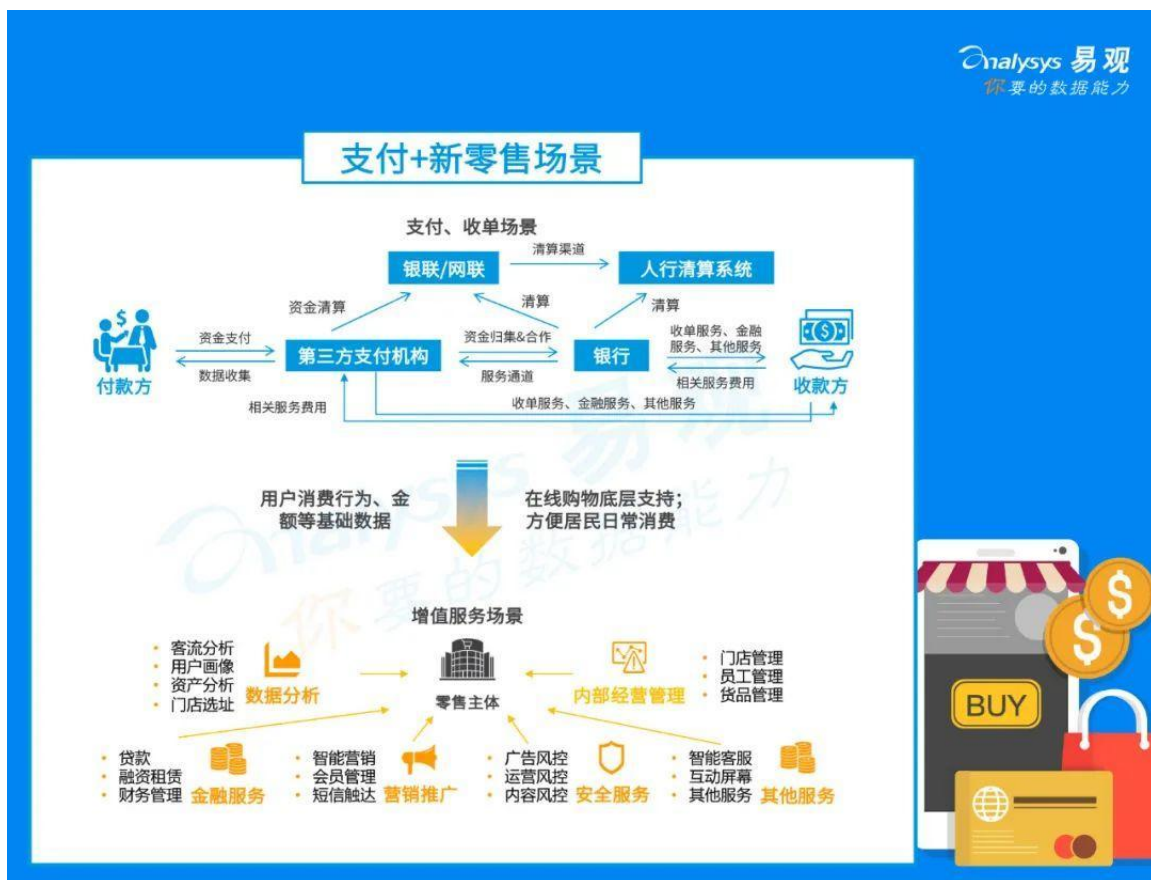 analysys 易观
你要的数据能力
支付+新零售场景
支付、收单场景
清算渠道
银联/网联
人行清算系统
资金清算
清算
清算
资金支付
第三方支付机构
资金归集&合作
银行
收单服务、金融
服务、其他服务
付款方
数据收集
服务通道
相关服务费用
收款方
相关服务费用
收单服务、金融服务、其他服务
用户消费行为、金
额等基础数据
在线购物底层支持;
方便居民日常消费
analysys 易观
你要的数据能力
增值服务场景
• 客流分析
• 用户画像
• 资产分析
• 门店选址
数据分析
零售主体
内部经营管理
• 门店管理
• 员工管理
• 货品管理
• 贷款
• 融资租赁
• 财务管理
金融服务
• 智能营销
• 会员管理
• 短信触达
营销推广
• 广告风控
• 运营风控
• 内容风控
安全服务
• 智能客服
• 互动屏幕
• 其他服务
其他服务
BUY